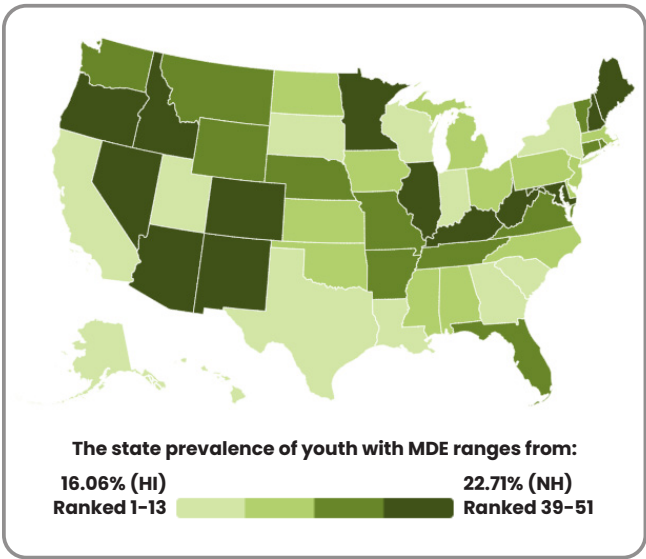 The state prevalence of youth with MDE ranges from:
16.06% (HI)
Ranked 1-13
22.71% (NH)
Ranked 39-51